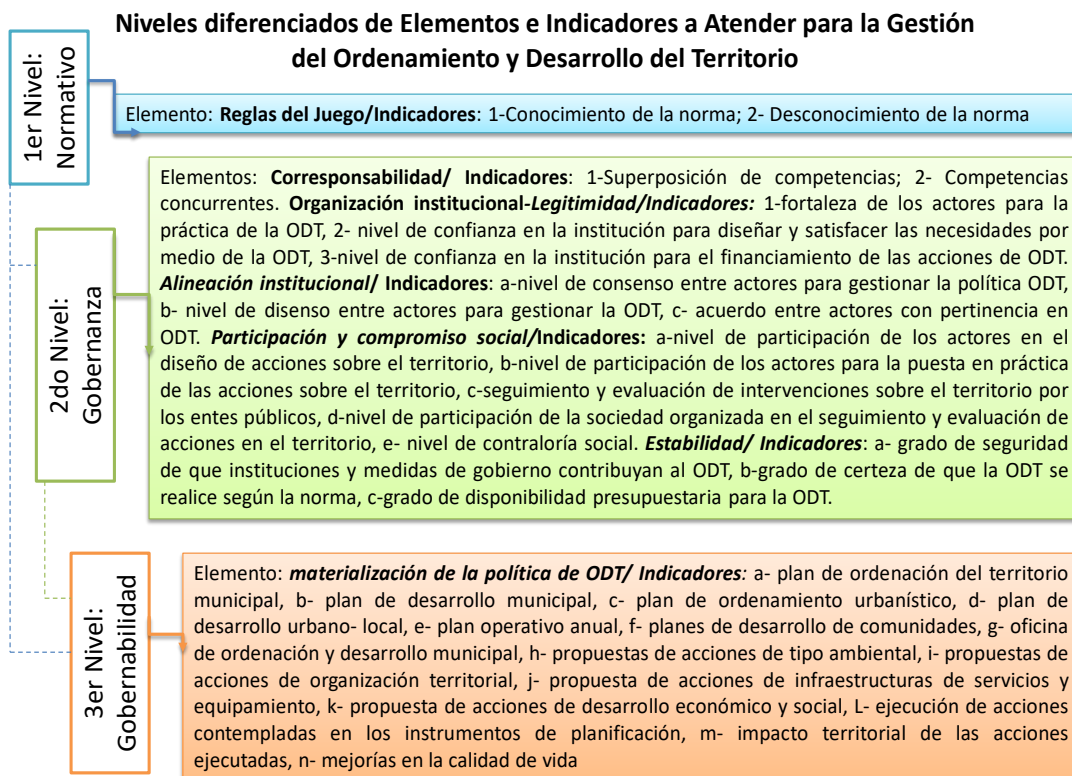 Niveles diferenciados de Elementos e Indicadores a Atender para la Gestión
del Ordenamiento y Desarrollo del Territorio
1er Nivel:
Normativo
Elemento: Reglas del Juego/Indicadores: 1-Conocimiento de la norma; 2- Desconocimiento de la norma
2do Nivel:
Gobernanza
Elementos: Corresponsabilidad/ Indicadores: 1-Superposición de competencias; 2- Competencias
concurrentes. Organización institucional-Legitimidad/Indicadores: 1-fortaleza de los actores para la
práctica de la ODT, 2- nivel de confianza en la institución para diseñar y satisfacer las necesidades por
medio de la ODT, 3-nivel de confianza en la institución para el financiamiento de las acciones de ODT.
Alineación institucional/ Indicadores: a-nivel de consenso entre actores para gestionar la política ODT,
b- nivel de disenso entre actores para gestionar la ODT, c- acuerdo entre actores con pertinencia en
ODT. Participación y compromiso social/Indicadores: a-nivel de participación de los actores en el
diseño de acciones sobre el territorio, b-nivel de participación de los actores para la puesta en práctica
de las acciones sobre el territorio, c-seguimiento y evaluación de intervenciones sobre el territorio por
los entes públicos, d-nivel de participación de la sociedad organizada en el seguimiento y evaluación de
acciones en el territorio, e- nivel de contraloría social. Estabilidad/ Indicadores: a- grado de seguridad
de que instituciones y medidas de gobierno contribuyan al ODT, b-grado de certeza de que la ODT se
realice según la norma, c-grado de disponibilidad presupuestaria para la ODT.
3er Nivel:
Gobernabilidad
Elemento: materialización de la política de ODT/ Indicadores: a- plan de ordenación del territorio
municipal, b- plan de desarrollo municipal, c- plan de ordenamiento urbanístico, d- plan de
desarrollo urbano- local, e- plan operativo anual, f- planes de desarrollo de comunidades, g- oficina
de ordenación y desarrollo municipal, h- propuestas de acciones de tipo ambiental, i- propuestas de
acciones de organización territorial, j- propuesta de acciones de infraestructuras de servicios y
equipamiento, k- propuesta de acciones de desarrollo económico y social, L- ejecución de acciones
contempladas en los instrumentos de planificación, m- impacto territorial de las acciones
ejecutadas, n- mejorías en la calidad de vida